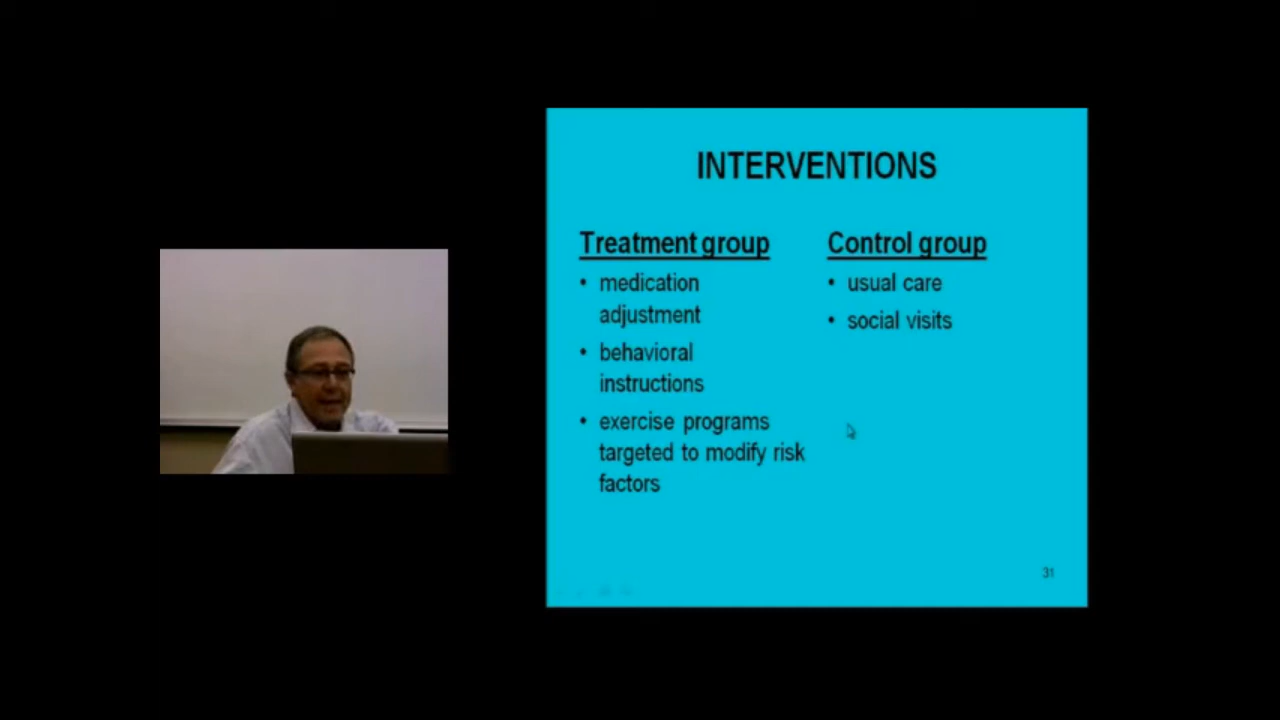 INTERVENTIONS
Treatment group
• medication
adjustment
• behavioral
instructions
• exercise programs
targeted to modify risk
factors
Control group
• usual care
• social visits
31